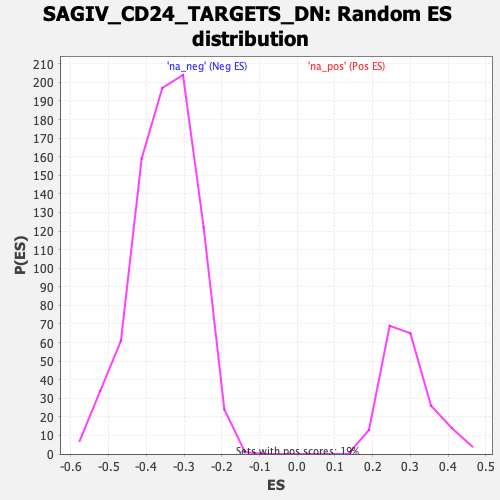 SAGIV_CD24_TARGETS_DN: Random ES
distribution
'na_neg' (Neg ES)
'na_pos' (Pos ES)
210
200
190
180
170
160
150
140
130
120
110
100
90
80
70
60
50
40
30
20
10
0
P(ES)
Sets with pos scores: 19%
-0.6 -0.5 -0.4 -0.3 -0.2 -0.1 0.0 0.1 0.2 0.3 0.4 0.5
ES